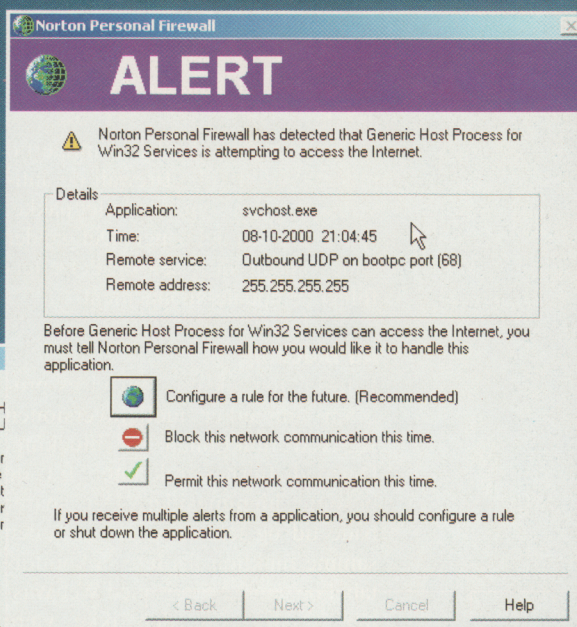 Norton Personal Firewall
ALERT
Norton Personal Firewall has detected that Generic Host Process for
Win32 Services is attempting to access the Internet.
Details
Application: svchost.exe
Time: 08-10-2000 21:04:45
Remote service: Outbound UDP on bootpc port (68)
Remote address: 255.255.255.255
Before Generic Host Process for Win32 Services can access the Internet, you
must tell Norton Personal Firewall how you would like it to handle this
application.
Configure a rule for the future. (Recommended)
Block this network communication this time.
Permit this network communication this time.
If you receive multiple alerts from a application, you should configure a rule
or shut down the application.
< Back Next > Cancel Help